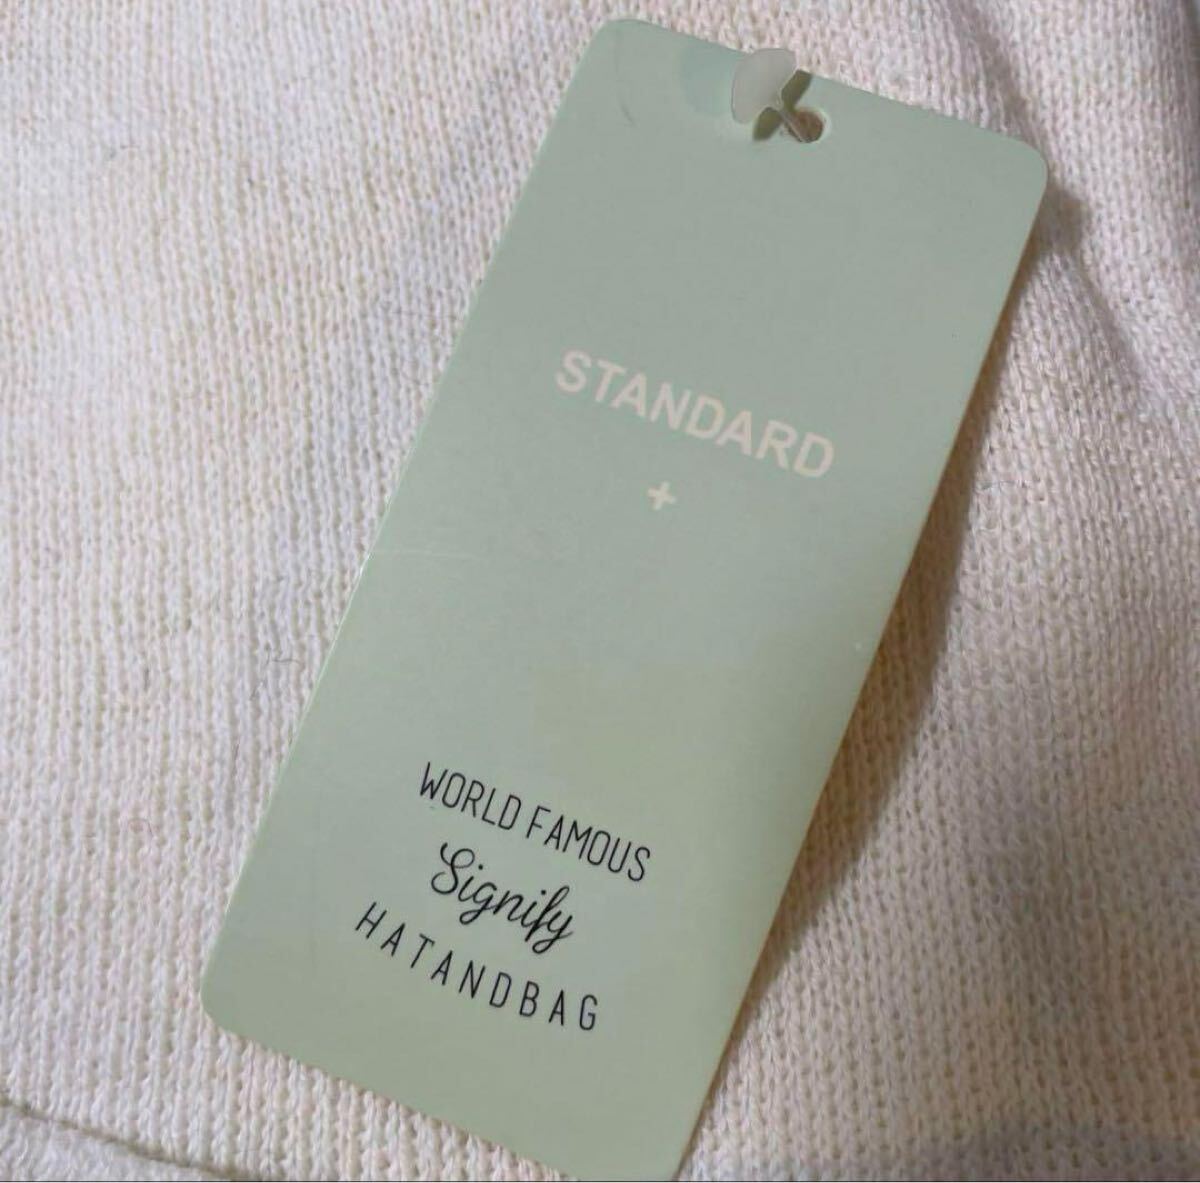 STANDARD
+
WORLD FAMOUS
Signify
HATANDBAG